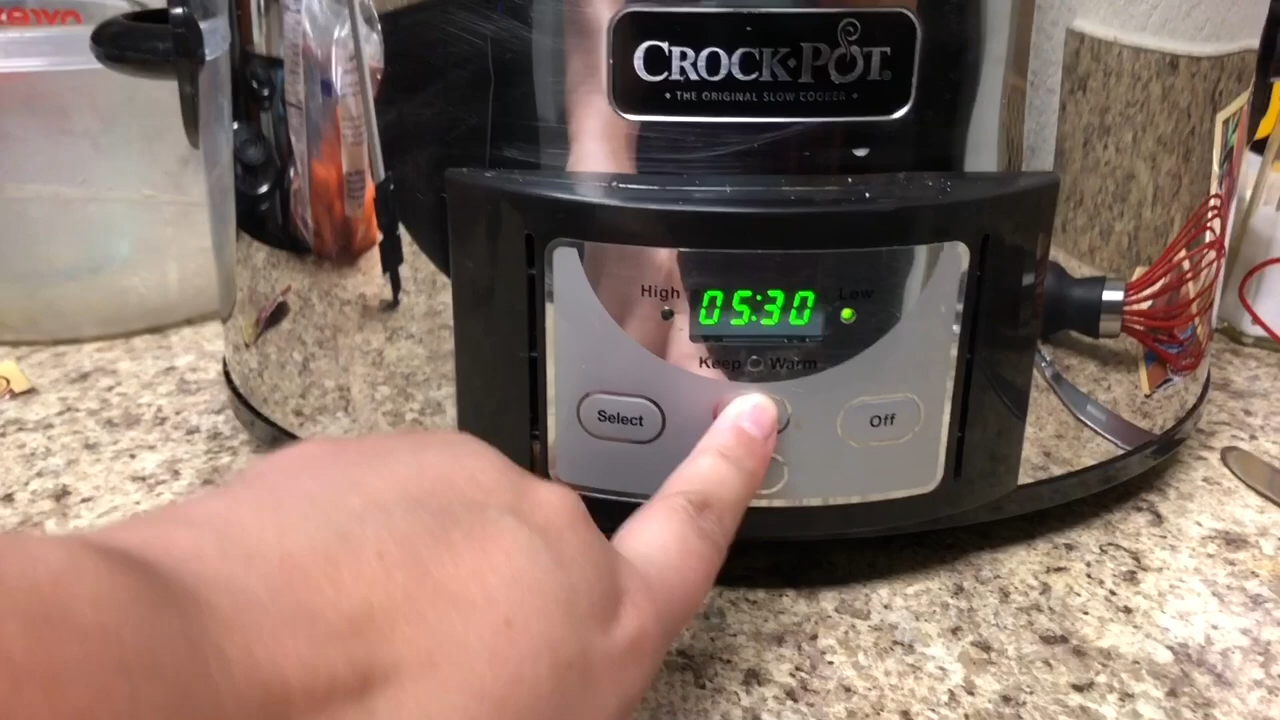 CROCK·POT®
• THE ORIGINAL SLOW COOKER •
High
05:30
Low
Keep Warm
Select
Off